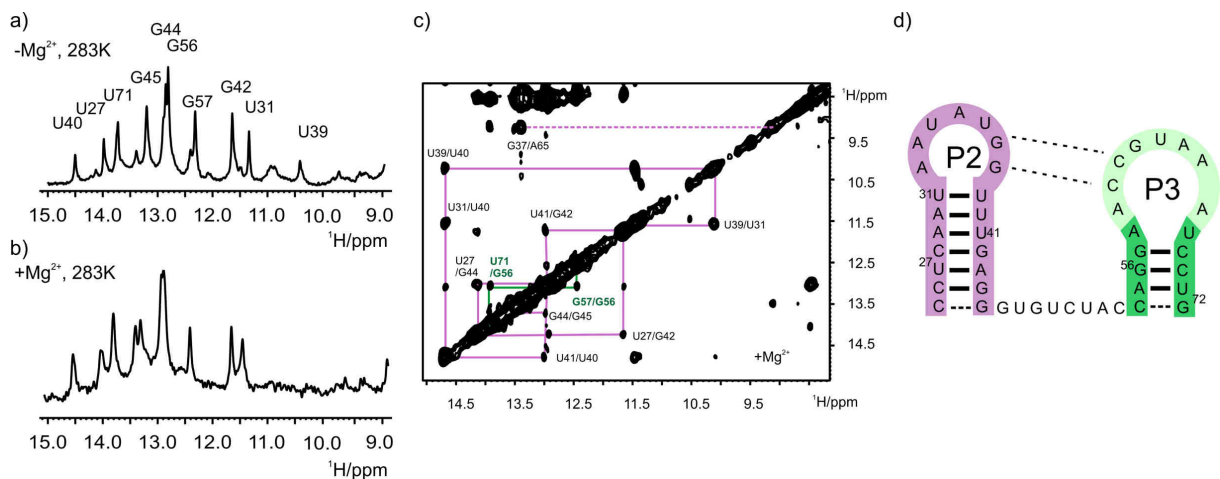 a)
-Mg²⁺, 283K
G44
G56
G45
U71
U27
U40
G57
G42
U31
U39
15.0 14.0 13.0 12.0 11.0 10.0 9.0
¹H/ppm
b)
+Mg²⁺, 283K
15.0 14.0 13.0 12.0 11.0 10.0 9.0
¹H/ppm
c)
¹H/ppm
9.5
10.5
11.5
12.5
13.5
14.5
G37/A65
U39/U40
U31/U40
U41/G42
U39/U31
U27
/G44
U71
/G56
G57/G56
G44/G45
U27/G42
U41/U40
+Mg²⁺
14.5 13.5 12.5 11.5 10.5 9.5
¹H/ppm
d)
P2
A A U A U G G
31
U U
A U
A U 41
C G
27
U A
C G
C G
G U G U C U A C C
P3
A C C C G U A A A A U
A
G C
56
G C
A U
C G
72